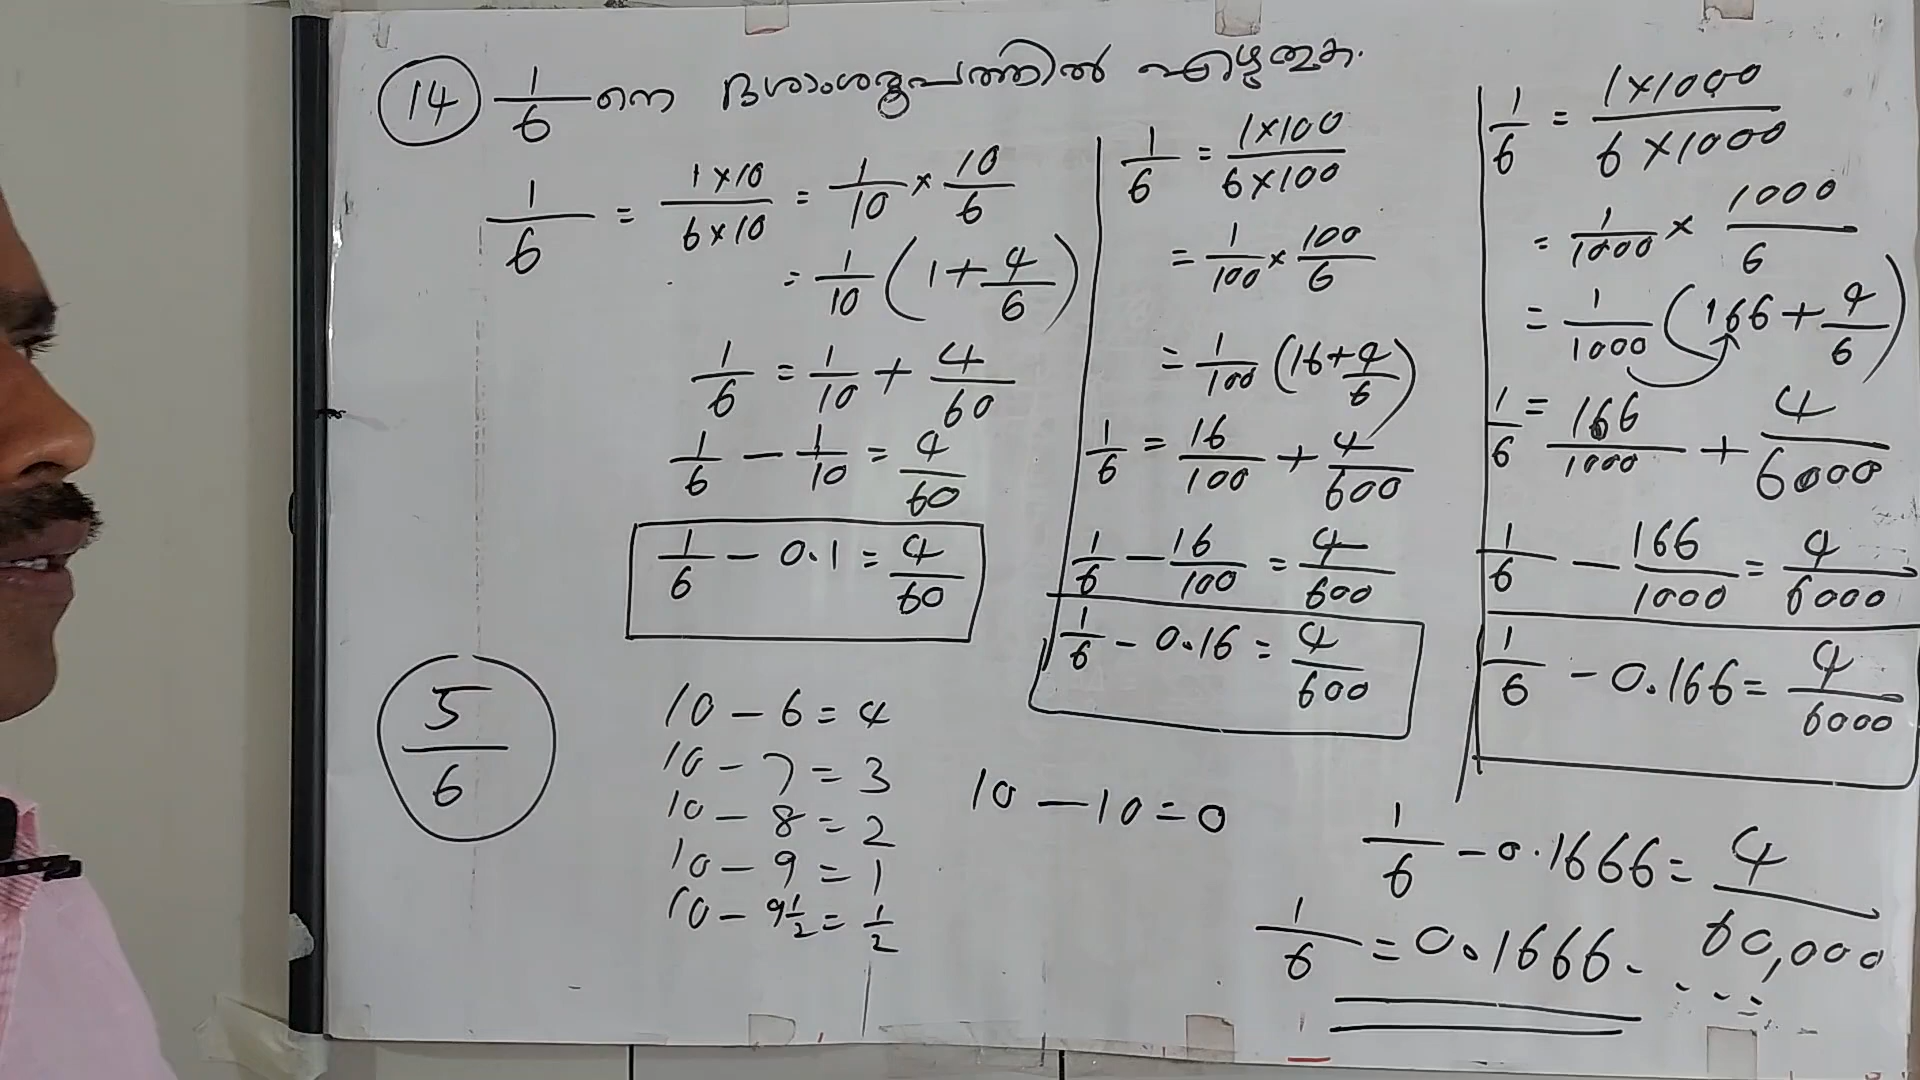 14 1/6 നെ ദശാംശരൂപത്തിൽ എഴുതുക.
1/6 = (1×10)/(6×10) = 1/10 × 10/6
= 1/10 (1 + 4/6)
1/6 = 1/10 + 4/60
1/6 − 1/10 = 4/60
1/6 − 0.1 = 4/60
1/6 = (1×100)/(6×100)
= 1/100 × 100/6
= 1/100 (16 + 4/6)
1/6 = 16/100 + 4/600
1/6 − 16/100 = 4/600
1/6 − 0.16 = 4/600
1/6 = (1×1000)/(6×1000)
= 1/1000 × 1000/6
= 1/1000 (166 + 4/6)
1/6 = 166/1000 + 4/6000
1/6 − 166/1000 = 4/6000
1/6 − 0.166 = 4/6000
5/6
10 − 6 = 4
10 − 7 = 3
10 − 8 = 2
10 − 9 = 1
10 − 9 1/2 = 1/2
10 − 10 = 0
1/6 − 0.1666 = 4/60,000
1/6 = 0.1666. . . .